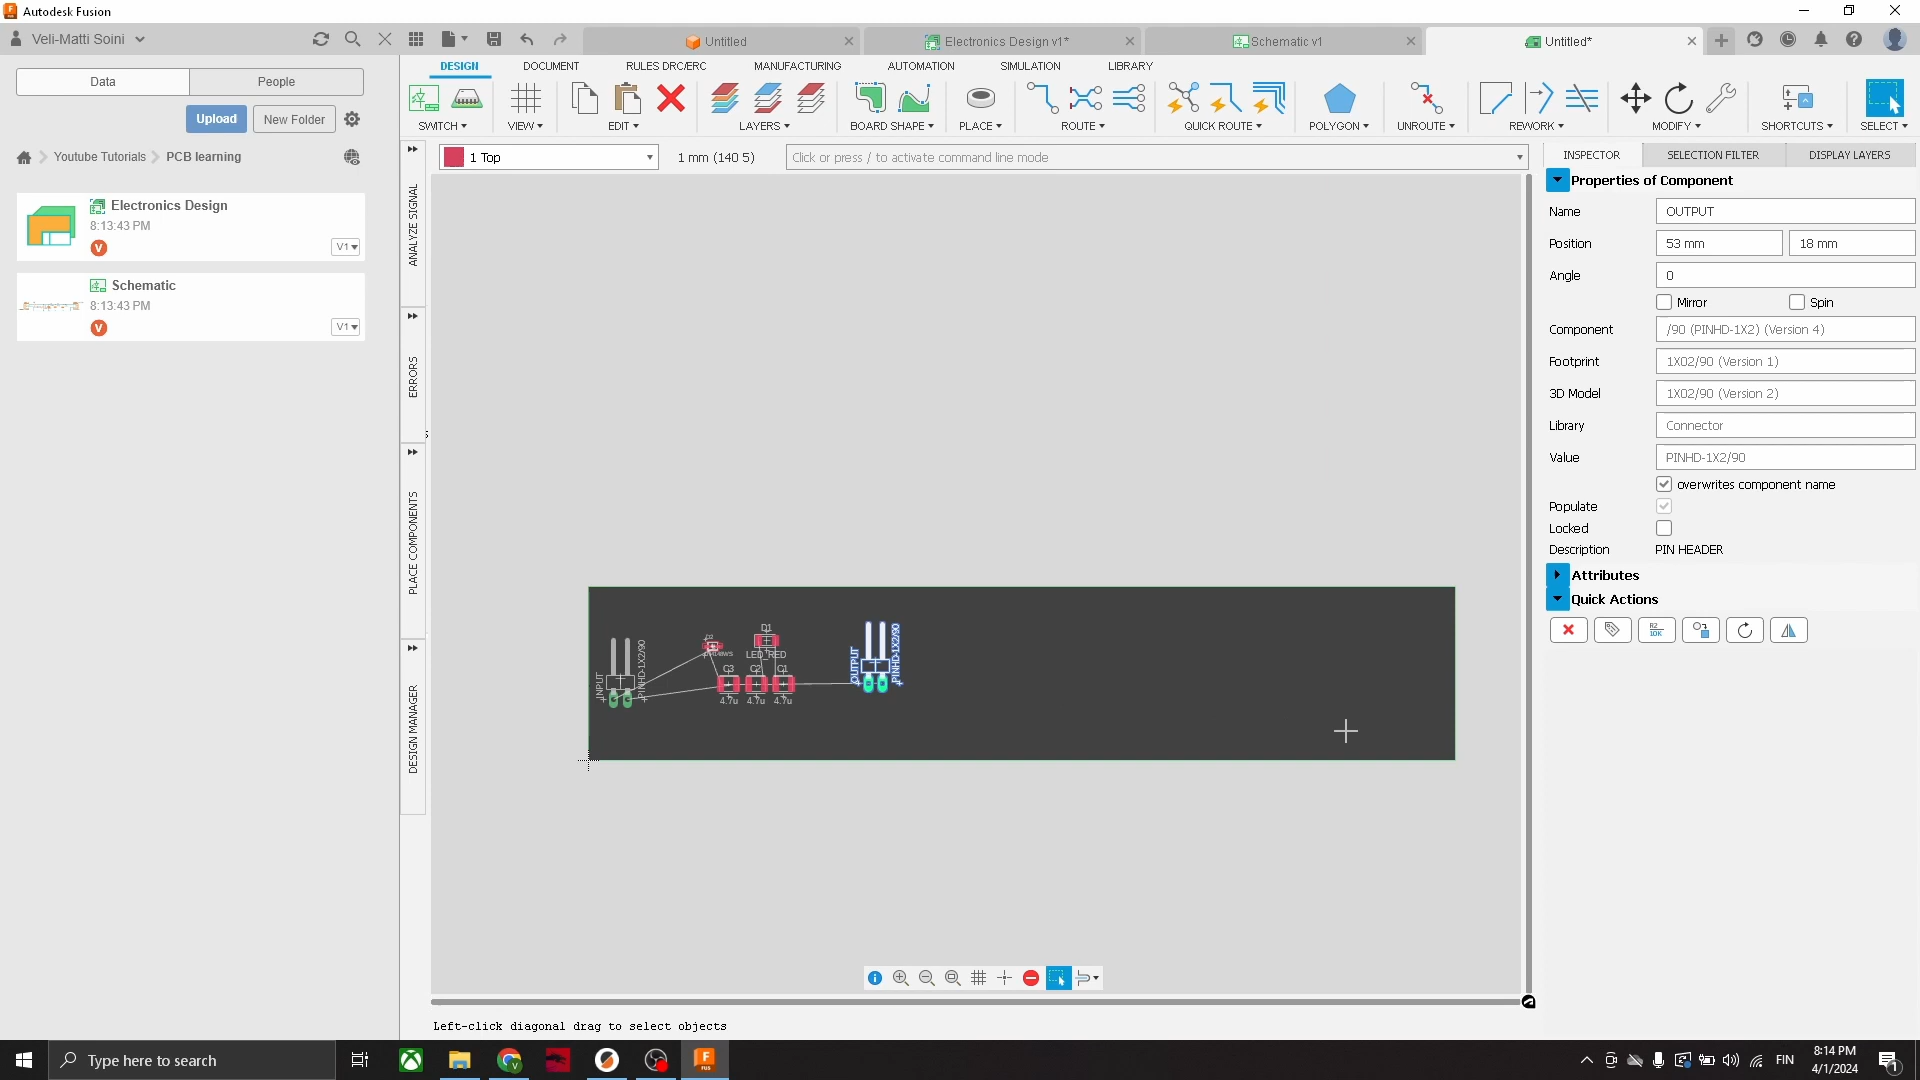 Autodesk Fusion
Veli-Matti Soini
Untitled
Electronics Design v1*
Schematic v1
Untitled*
Data
People
DESIGN
DOCUMENT
RULES DRC/ERC
MANUFACTURING
AUTOMATION
SIMULATION
LIBRARY
Upload
New Folder
SWITCH
VIEW
EDIT
LAYERS
BOARD SHAPE
PLACE
ROUTE
QUICK ROUTE
POLYGON
UNROUTE
REWORK
MODIFY
SHORTCUTS
SELECT
Youtube Tutorials
PCB learning
1 Top
1 mm (140 5)
Click or press / to activate command line mode
INSPECTOR
SELECTION FILTER
DISPLAY LAYERS
Electronics Design
8:13:43 PM
V
V1
Schematic
8:13:43 PM
V
V1
ANALYZE SIGNAL
ERRORS
PLACE COMPONENTS
DESIGN MANAGER
Properties of Component
Name
OUTPUT
Position
53 mm
18 mm
Angle
0
Mirror
Spin
Component
/90 (PINHD-1X2) (Version 4)
Footprint
1X02/90 (Version 1)
3D Model
1X02/90 (Version 2)
Library
Connector
Value
PINHD-1X2/90
overwrites component name
Populate
Locked
Description
PIN HEADER
Attributes
Quick Actions
R2
10K
INPUT
PINHD-1X2/90
D1
LED_RED
C3
C2
C1
4.7u
4.7u
4.7u
OUTPUT
PINHD-1X2/90
Left-click diagonal drag to select objects
Type here to search
F
FUS
FIN
8:14 PM
4/1/2024
1